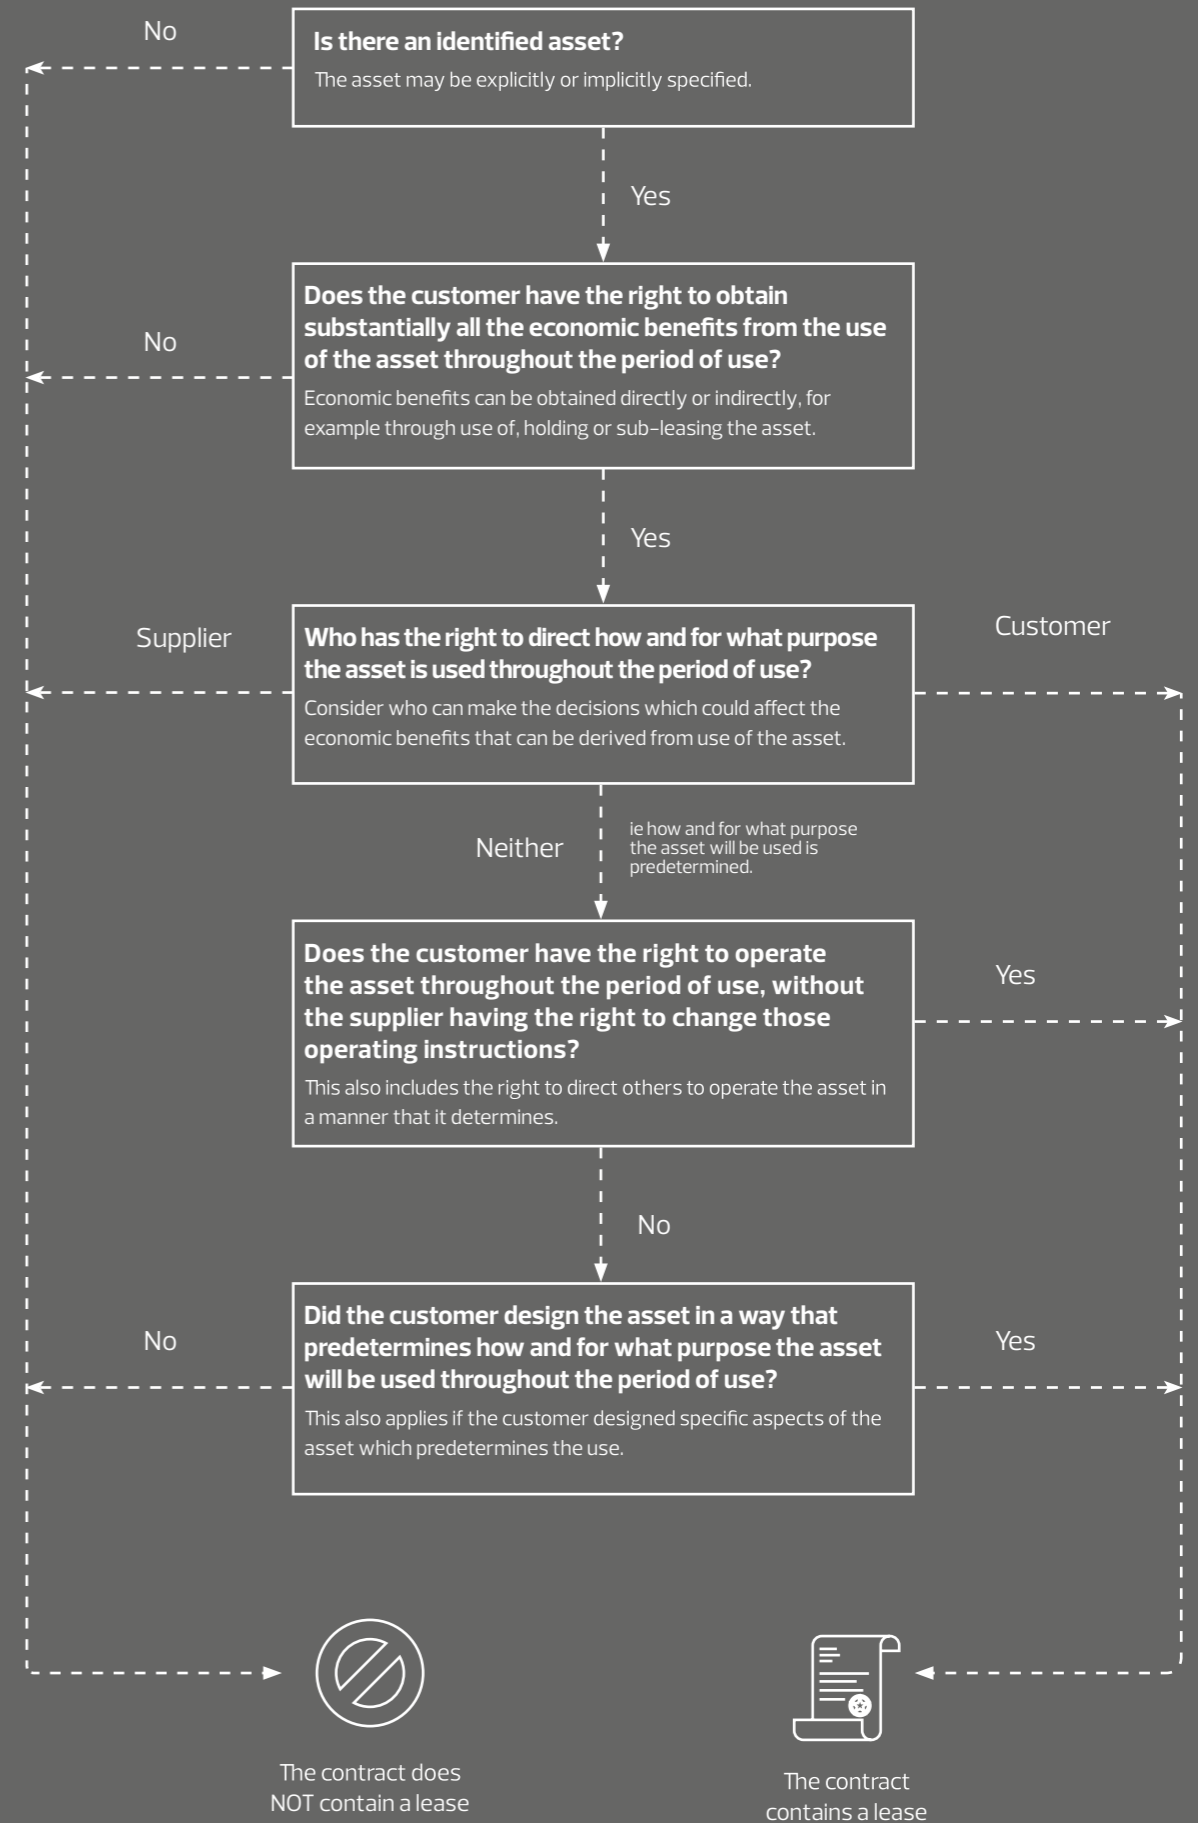 No
Is there an identified asset?
The asset may be explicitly or implicitly specified.
Yes
Does the customer have the right to obtain
substantially all the economic benefits from the use
of the asset throughout the period of use?
Economic benefits can be obtained directly or indirectly, for
example through use of, holding or sub-leasing the asset.
No
Yes
Supplier
Who has the right to direct how and for what purpose
the asset is used throughout the period of use?
Consider who can make the decisions which could affect the
economic benefits that can be derived from use of the asset.
Customer
Neither
ie how and for what purpose
the asset will be used is
predetermined.
Does the customer have the right to operate
the asset throughout the period of use, without
the supplier having the right to change those
operating instructions?
This also includes the right to direct others to operate the asset in
a manner that it determines.
Yes
No
Did the customer design the asset in a way that
predetermines how and for what purpose the asset
will be used throughout the period of use?
This also applies if the customer designed specific aspects of the
asset which predetermines the use.
No
Yes
The contract does
NOT contain a lease
The contract
contains a lease